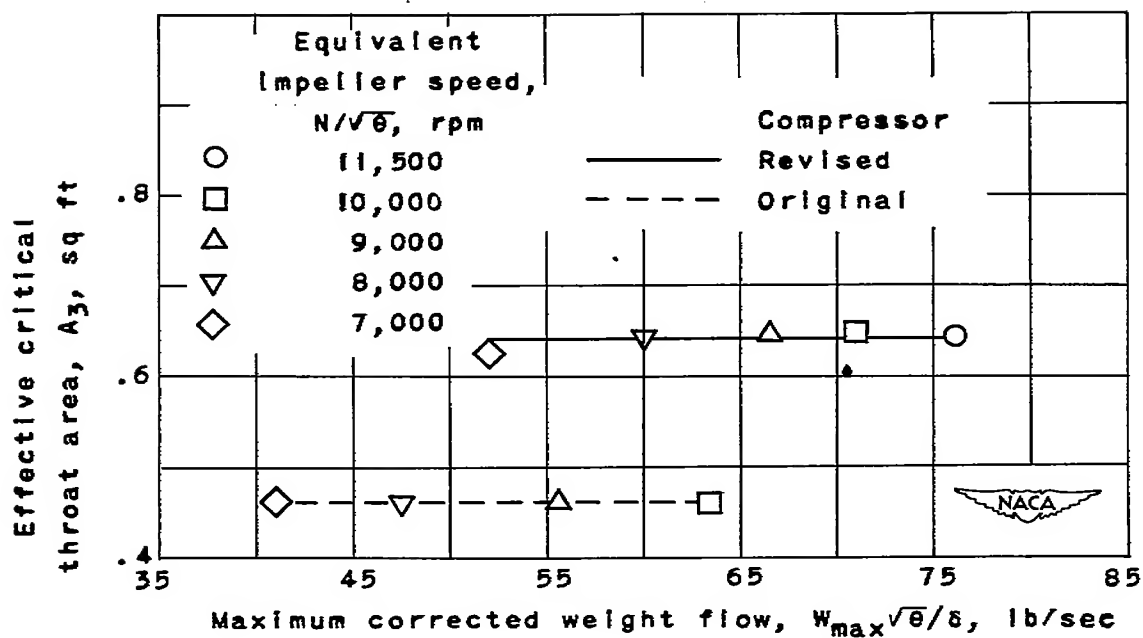 Equivalent
impeller speed,
N/√θ, rpm
11,500
10,000
9,000
8,000
7,000
Compressor
Revised
Original
Effective critical
throat area, A3, sq ft
.8
.6
.4
35 45 55 65 75 85
Maximum corrected weight flow, Wmax√θ/δ, lb/sec
NACA